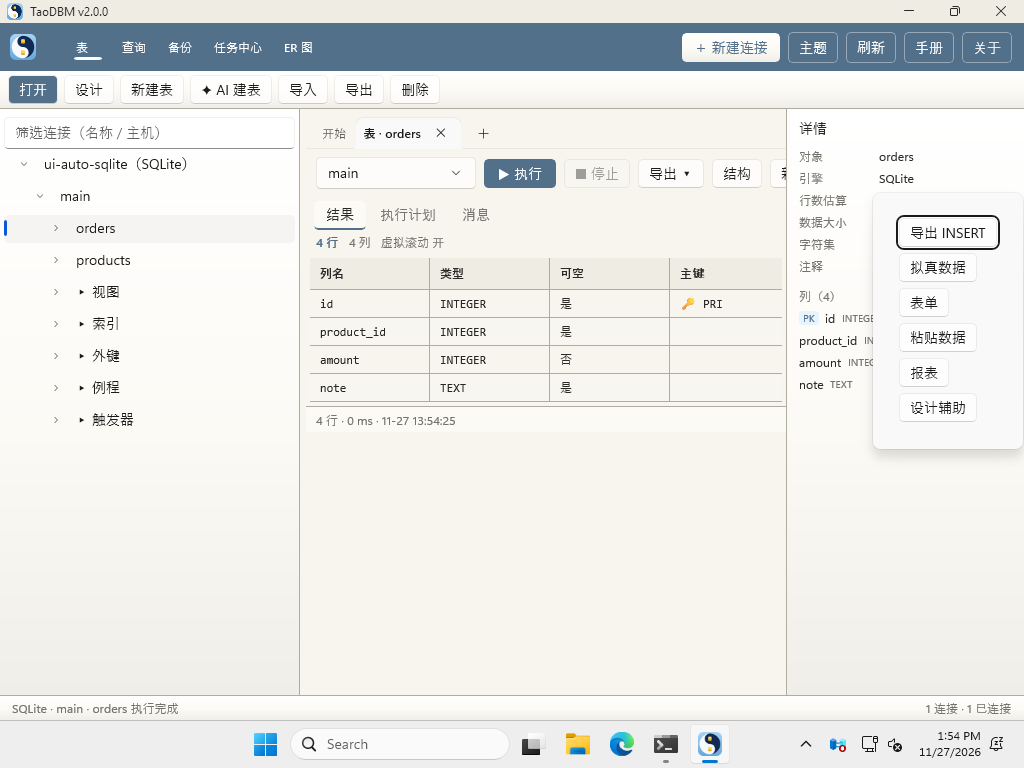 TaoDBM v2.0.0
表 查询 备份 任务中心 ER 图 + 新建连接 主题 刷新 手册 关于
打开 设计 新建表 ✦ AI 建表 导入 导出 删除
筛选连接（名称 / 主机）
ui-auto-sqlite（SQLite）
main
orders
products
▸ 视图
▸ 索引
▸ 外键
▸ 例程
▸ 触发器
开始 表 · orders
main ▶ 执行 停止 导出 ▾ 结构
结果 执行计划 消息
4 行 4 列 虚拟滚动 开
列名 类型 可空 主键
id INTEGER 是 🔑 PRI
product_id INTEGER 是
amount INTEGER 否
note TEXT 是
4 行 · 0 ms · 11-27 13:54:25
详情
对象 orders
引擎 SQLite
行数估算
数据大小
字符集
注释
列（4）
PK id INTEGE
product_id IN
amount INTEG
note TEXT
导出 INSERT
拟真数据
表单
粘贴数据
报表
设计辅助
SQLite · main · orders 执行完成 1 连接 · 1 已连接
Search
1:54 PM
11/27/2026